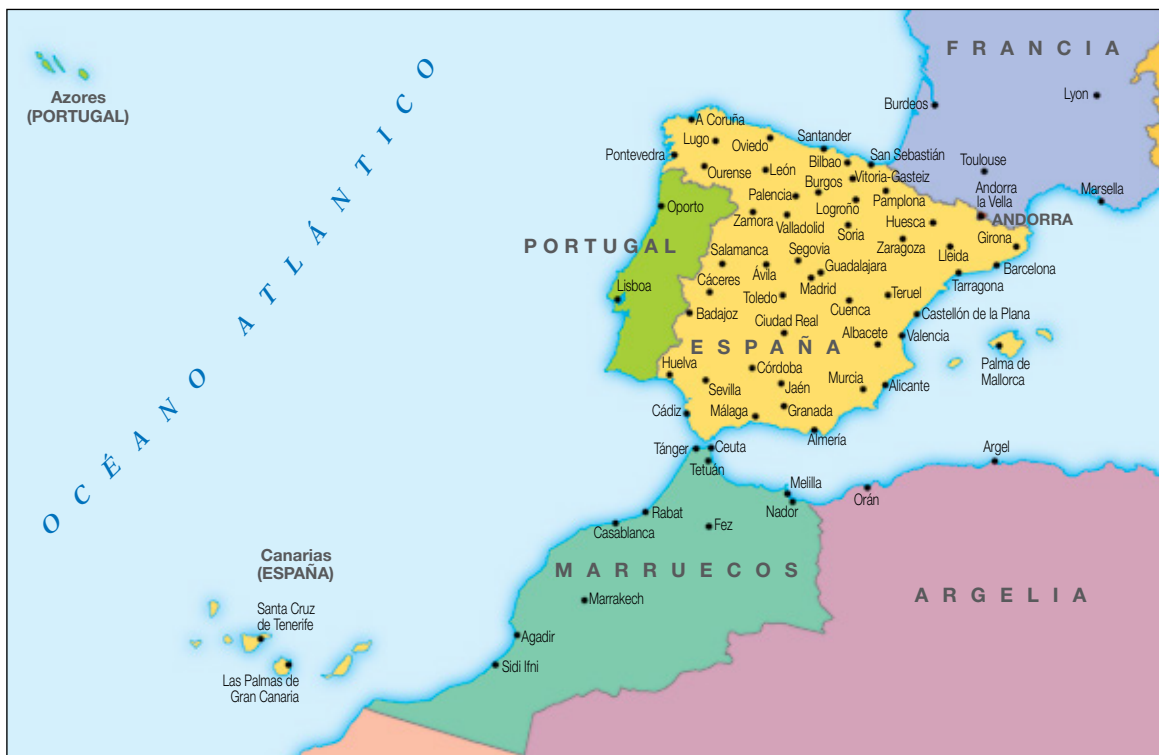 FRANCIA
Azores
(PORTUGAL)
OCÉANO ATLÁNTICO
Lyon
Burdeos
A Coruña
Lugo
Oviedo
Santander
Pontevedra
Bilbao
San Sebastián
Ourense
León
Burgos
Vitoria-Gasteiz
Toulouse
Palencia
Pamplona
Andorra
la Vella
Marsella
Oporto
Zamora
Valladolid
Logroño
Soria
Huesca
ANDORRA
PORTUGAL
Salamanca
Segovia
Zaragoza
Lleida
Girona
Ávila
Guadalajara
Barcelona
Cáceres
Madrid
Tarragona
Lisboa
Toledo
Cuenca
Teruel
Badajoz
Ciudad Real
Castellón de la Plana
Albacete
Valencia
ESPAÑA
Huelva
Córdoba
Palma de
Mallorca
Sevilla
Jaén
Murcia
Alicante
Cádiz
Málaga
Granada
Almería
Tánger
Ceuta
Argel
Tetuán
Melilla
Orán
Nador
Rabat
Casablanca
Fez
Canarias
(ESPAÑA)
MARRUECOS
ARGELIA
Marrakech
Santa Cruz
de Tenerife
Agadir
Sidi Ifni
Las Palmas de
Gran Canaria